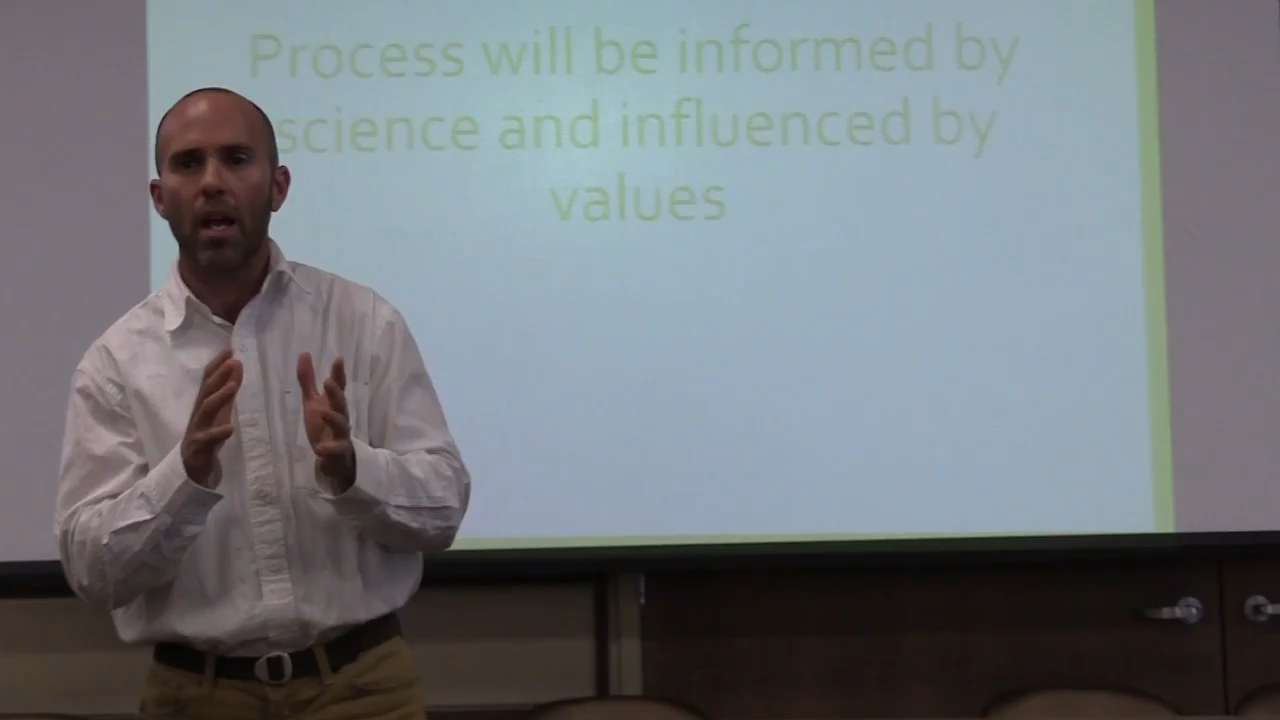 Process will be informed by
science and influenced by
values